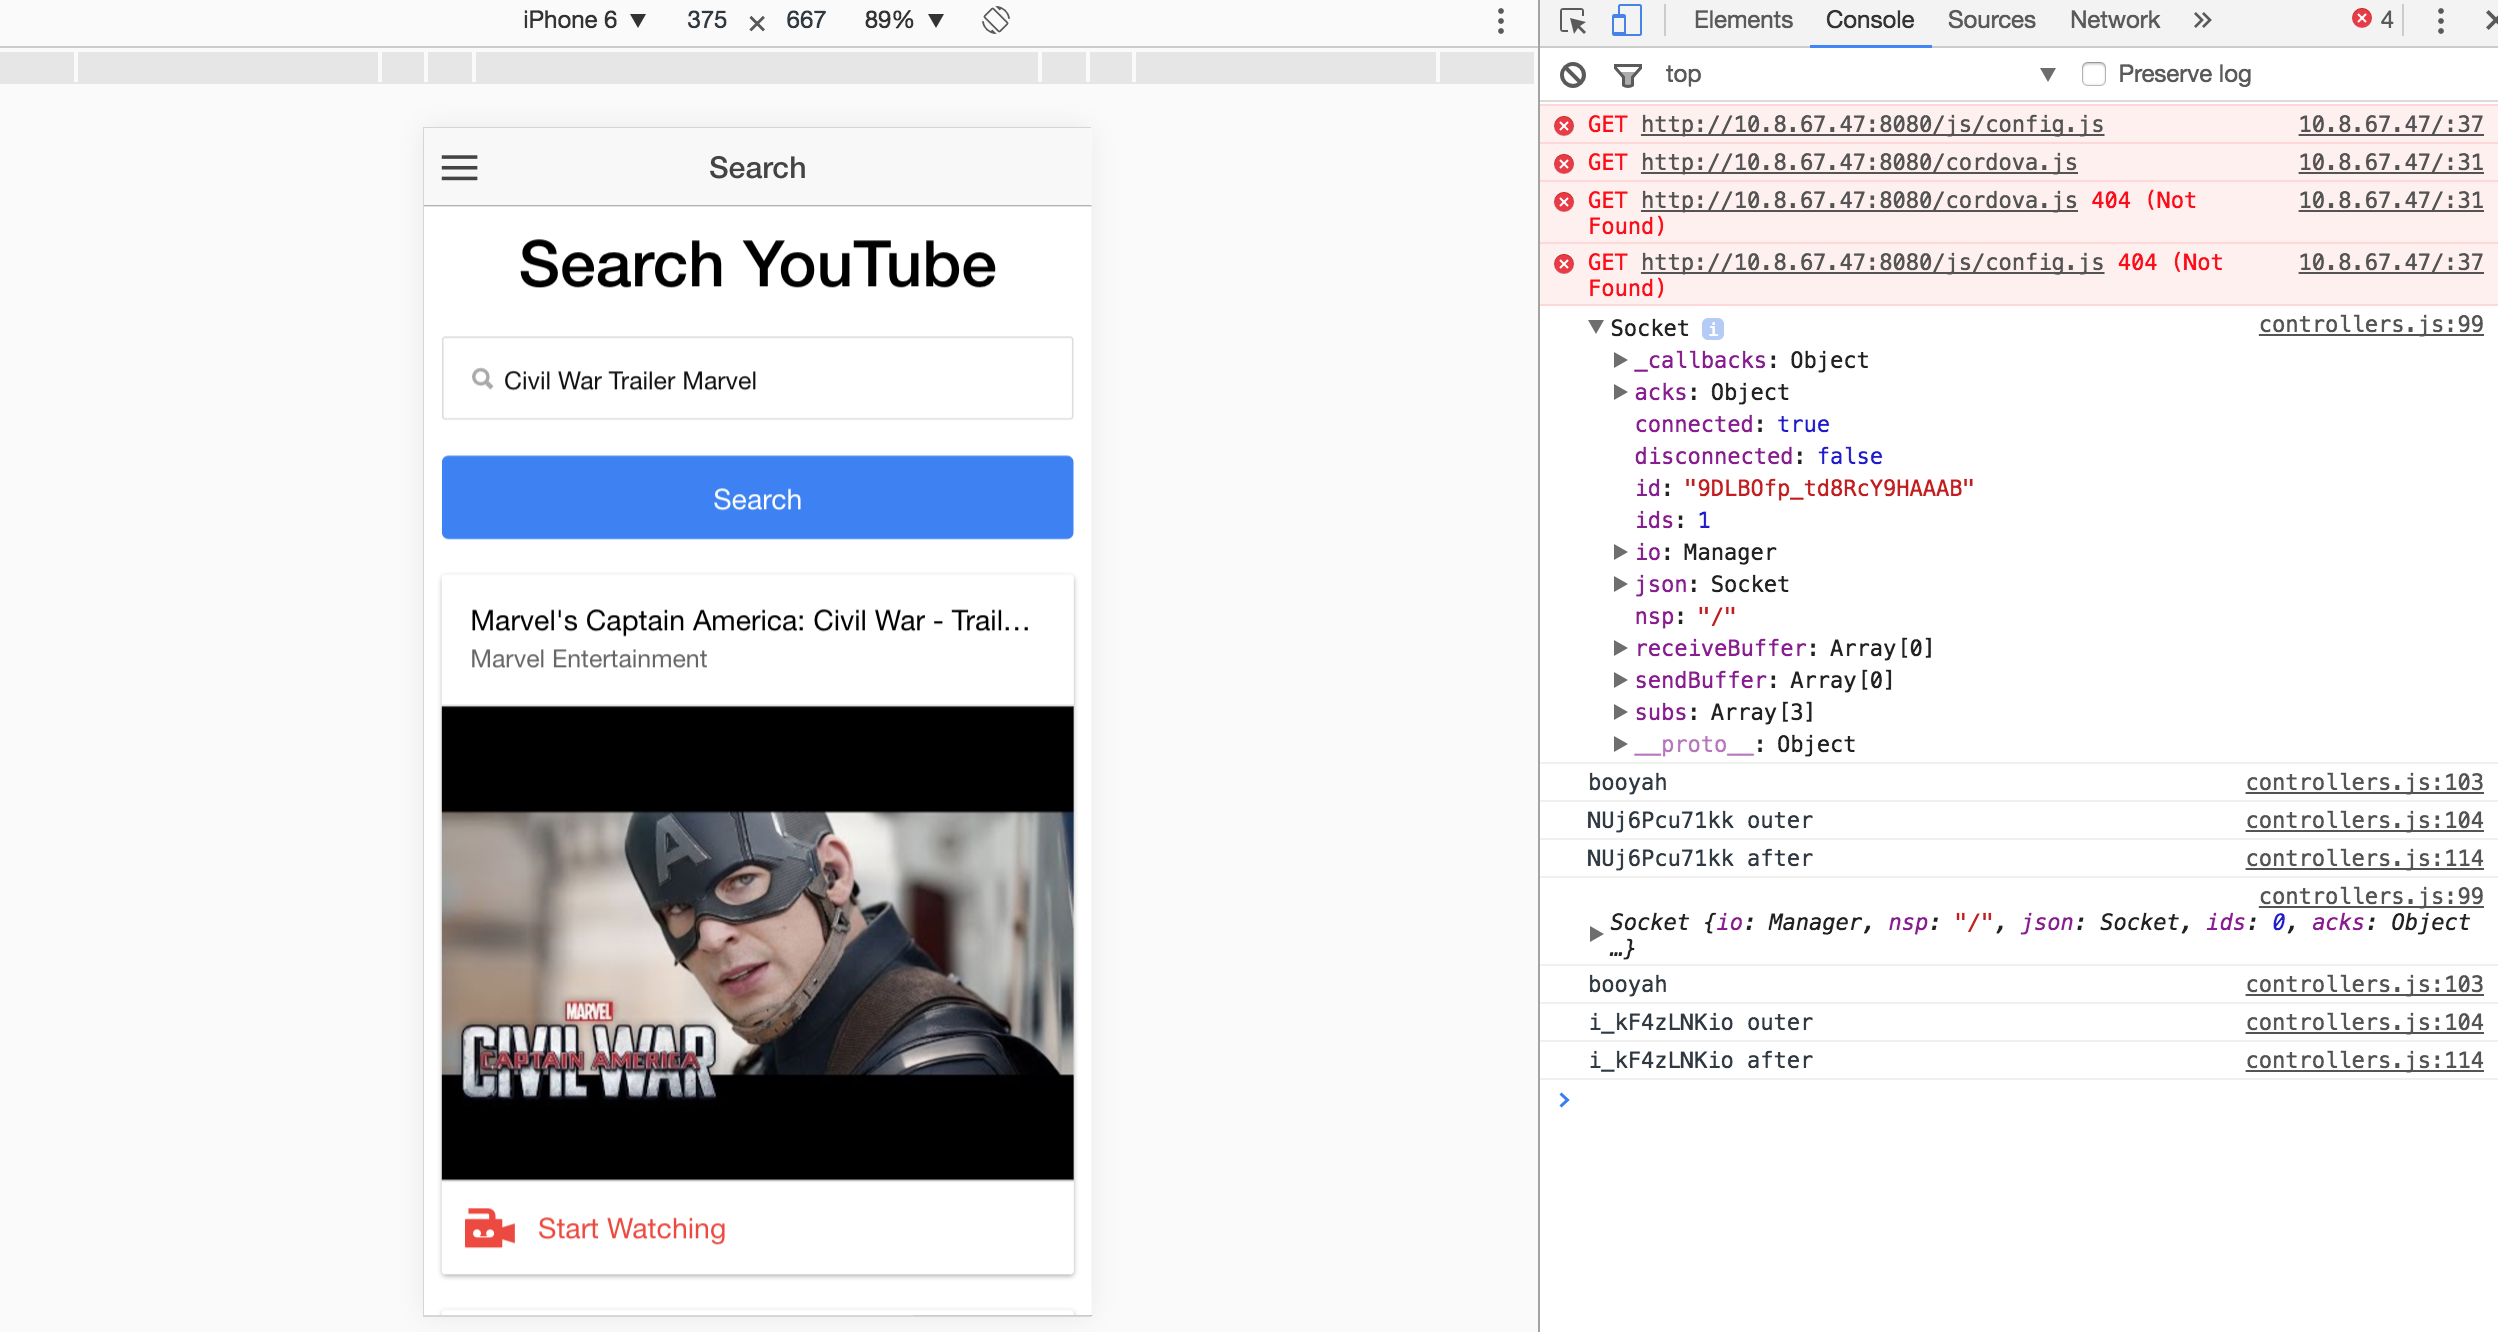 iPhone 6 ▼ 375 × 667 89% ▼
Search
Search YouTube
Civil War Trailer Marvel
Search
Marvel's Captain America: Civil War - Trail...
Marvel Entertainment
MARVEL
CIVIL WAR
CAPTAIN AMERICA
Start Watching
Elements Console Sources Network » 4
top ▼ Preserve log
GET http://10.8.67.47:8080/js/config.js 10.8.67.47/:37
GET http://10.8.67.47:8080/cordova.js 10.8.67.47/:31
GET http://10.8.67.47:8080/cordova.js 404 (Not 10.8.67.47/:31
Found)
GET http://10.8.67.47:8080/js/config.js 404 (Not 10.8.67.47/:37
Found)
▼ Socket i controllers.js:99
▶ _callbacks: Object
▶ acks: Object
connected: true
disconnected: false
id: "9DLBOfp_td8RcY9HAAAB"
ids: 1
▶ io: Manager
▶ json: Socket
nsp: "/"
▶ receiveBuffer: Array[0]
▶ sendBuffer: Array[0]
▶ subs: Array[3]
▶ __proto__: Object
booyah controllers.js:103
NUj6Pcu71kk outer controllers.js:104
NUj6Pcu71kk after controllers.js:114
controllers.js:99
▶ Socket {io: Manager, nsp: "/", json: Socket, ids: 0, acks: Object
…}
booyah controllers.js:103
i_kF4zLNKio outer controllers.js:104
i_kF4zLNKio after controllers.js:114
>